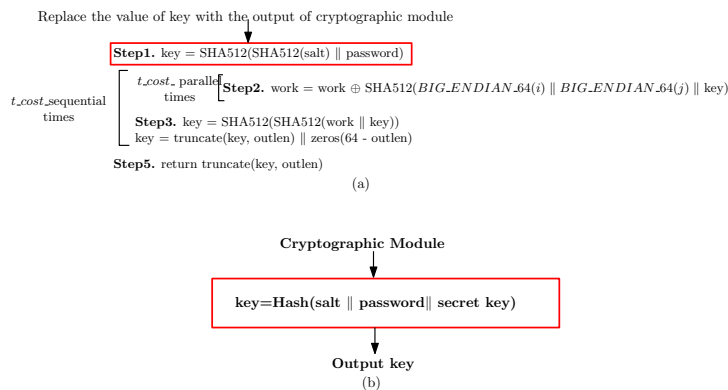 Replace the value of key with the output of cryptographic module
Step1. key = SHA512(SHA512(salt) ∥ password)
t_cost_sequential
times
t_cost_ parallel
times
Step2. work = work ⊕ SHA512(BIG_ENDIAN_64(i) ∥ BIG_ENDIAN_64(j) ∥ key)
Step3. key = SHA512(SHA512(work ∥ key))
key = truncate(key, outlen) ∥ zeros(64 - outlen)
Step5. return truncate(key, outlen)
(a)
Cryptographic Module
key=Hash(salt ∥ password∥ secret key)
Output key
(b)